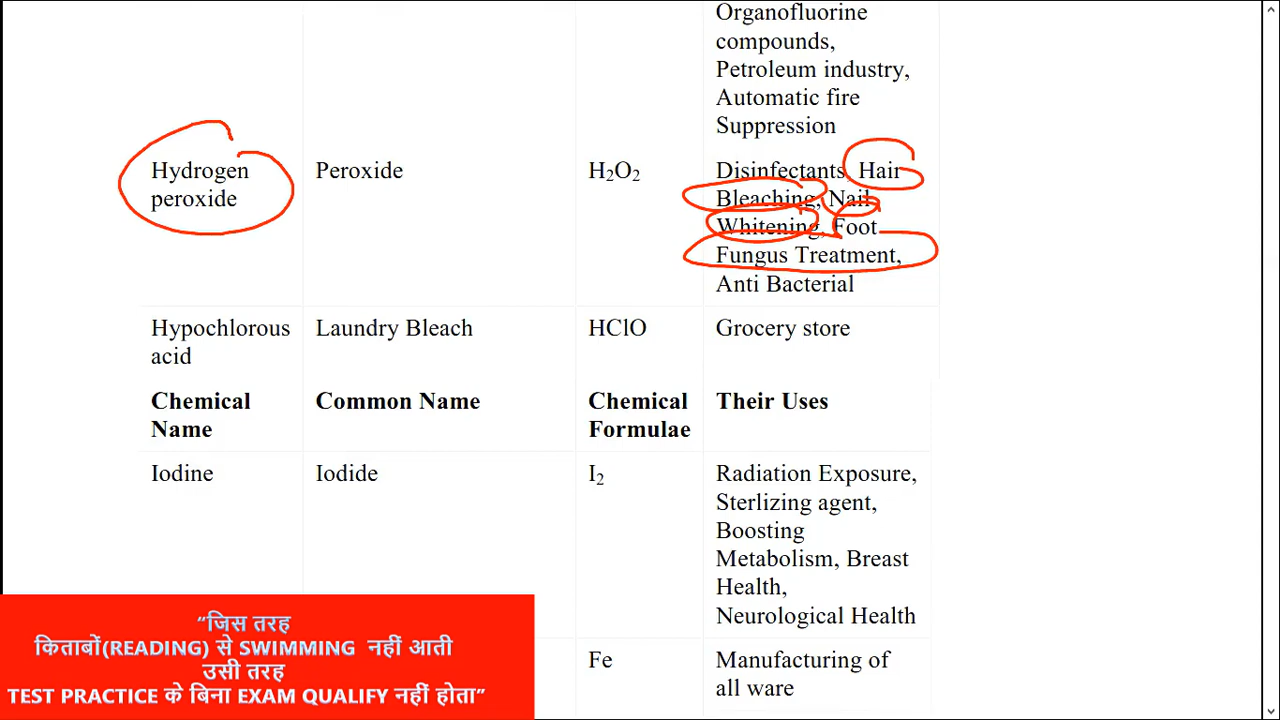 Organofluorine
compounds,
Petroleum industry,
Automatic fire
Suppression
Hydrogen
peroxide
Peroxide
H₂O₂
Disinfectants, Hair
Bleaching, Nail
Whitening, Foot
Fungus Treatment,
Anti Bacterial
Hypochlorous
acid
Laundry Bleach
HClO
Grocery store
Chemical
Name
Common Name
Chemical
Formulae
Their Uses
Iodine
Iodide
I₂
Radiation Exposure,
Sterlizing agent,
Boosting
Metabolism, Breast
Health,
Neurological Health
Fe
Manufacturing of
all ware
“जिस तरह
किताबों(READING) से SWIMMING नहीं आती
उसी तरह
TEST PRACTICE के बिना EXAM QUALIFY नहीं होता”